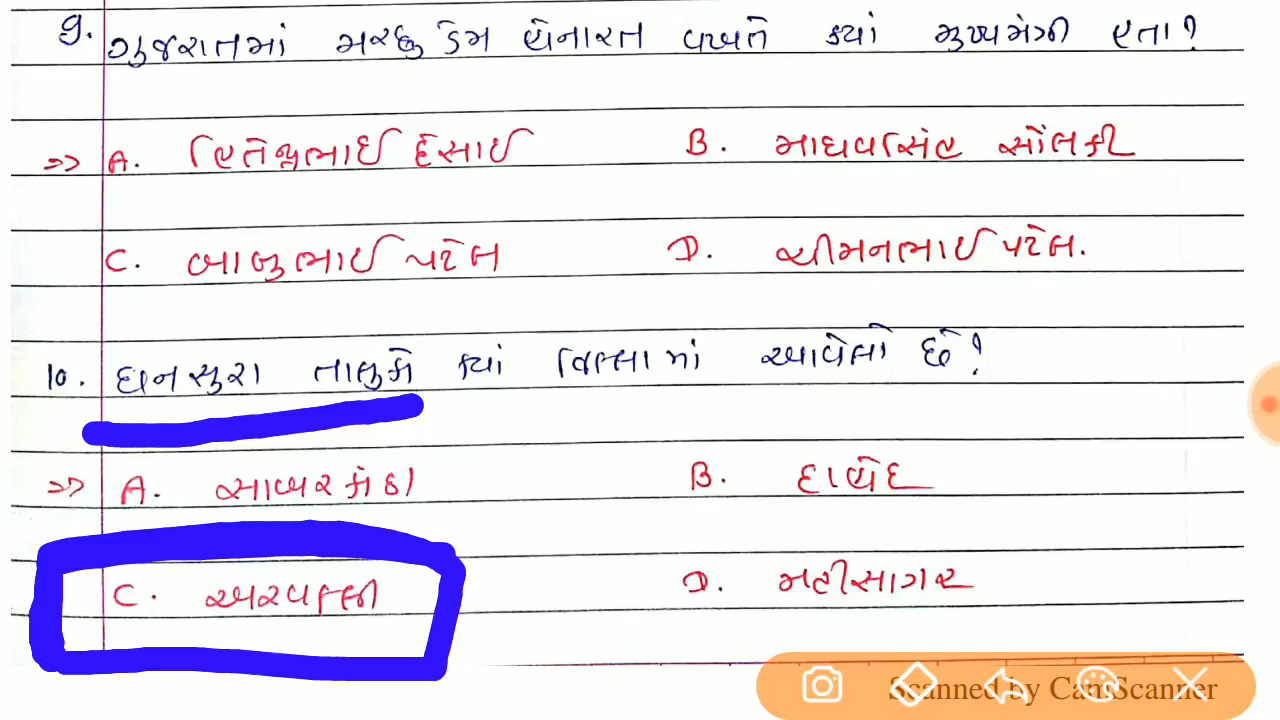 9. ગુજરાતમાં મચ્છુ ડેમ હોનારત વખતે ક્યાં મુખ્યમંત્રી હતા?
=>> A. હિતેન્દ્રભાઈ દેસાઈ B. માધવસિંહ સોલંકી
C. બાબુભાઈ પટેલ D. ચીમનભાઈ પટેલ.
10. ધનસુરા તાલુકો ક્યાં જિલ્લામાં આવેલો છે?
=>> A. સાબરકાંઠા B. દાહોદ
C. અરવલ્લી D. મહીસાગર
Scanned by CamScanner